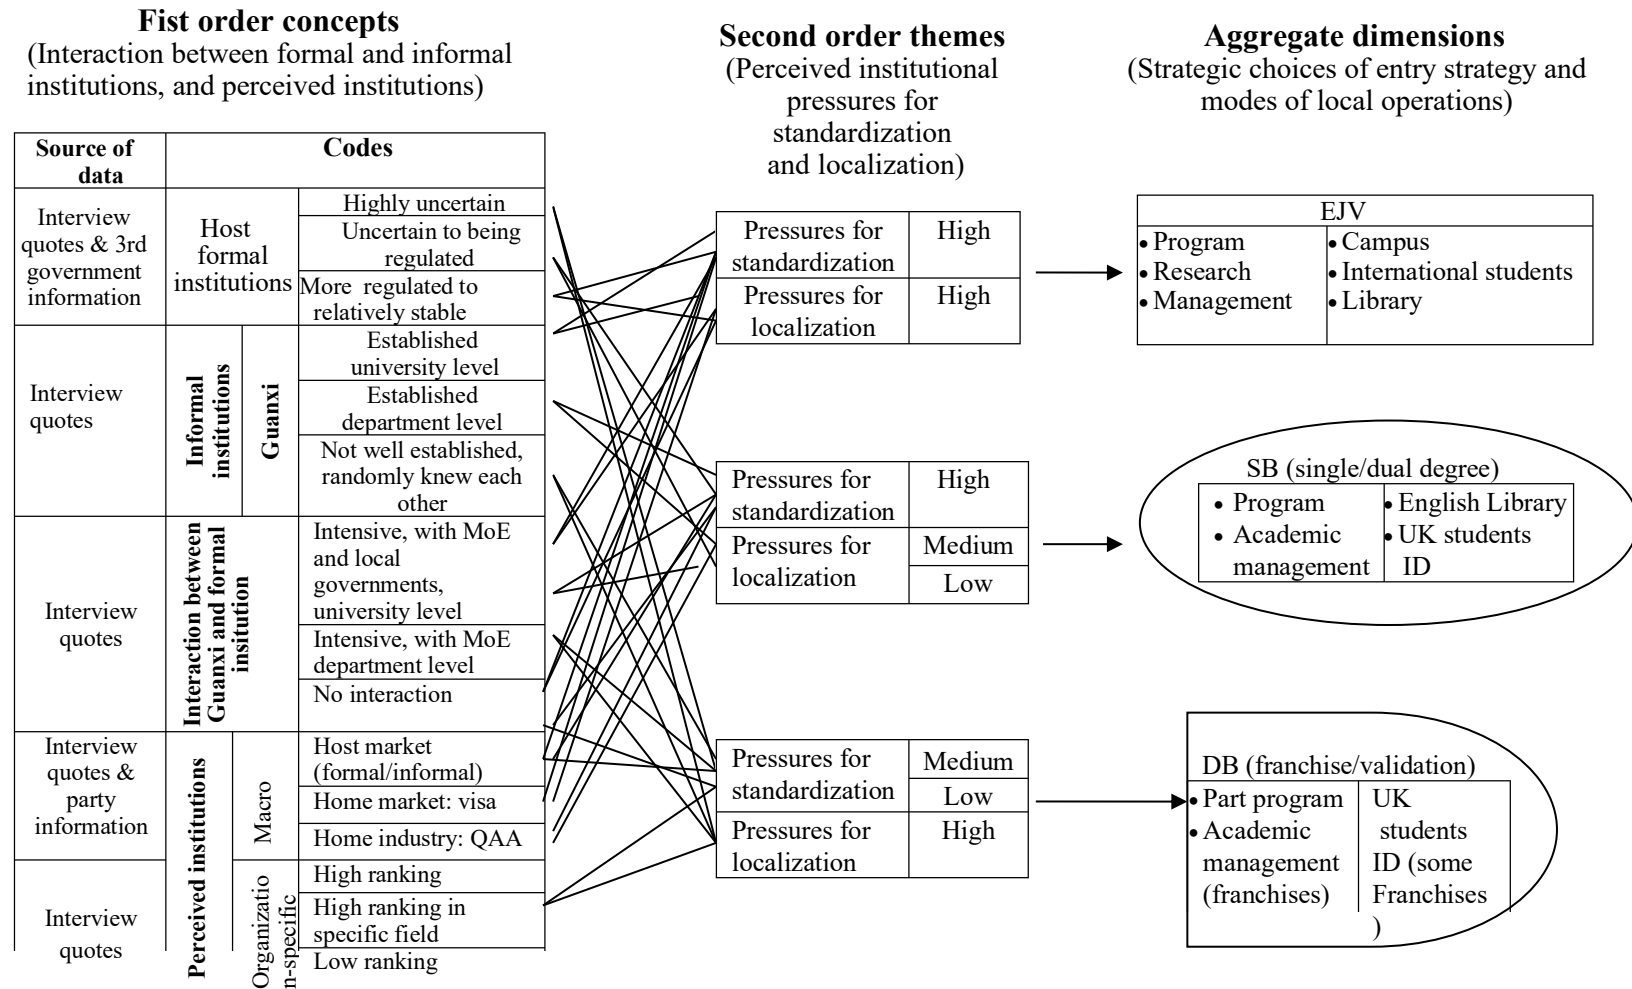 Fist order concepts
(Interaction between formal and informal
institutions, and perceived institutions)
Second order themes
(Perceived institutional
pressures for
standardization
and localization)
Aggregate dimensions
(Strategic choices of entry strategy and
modes of local operations)
Source of
data
Codes
Interview
quotes & 3rd
government
information
Host
formal
institutions
Highly uncertain
Uncertain to being
regulated
More regulated to
relatively stable
Interview
quotes
Informal
institutions
Guanxi
Established
university level
Established
department level
Not well established,
randomly knew each
other
Interview
quotes
Interaction between
Guanxi and formal
insitution
Intensive, with MoE
and local
governments,
university level
Intensive, with MoE
department level
No interaction
Interview
quotes &
party
information
Perceived institutions
Macro
Host market
(formal/informal)
Home market: visa
Home industry: QAA
Interview
quotes
Organizatio
n-specific
High ranking
High ranking in
specific field
Low ranking
Pressures for
standardization
High
Pressures for
localization
High
Pressures for
standardization
High
Pressures for
localization
Medium
Low
Pressures for
standardization
Medium
Low
Pressures for
localization
High
EJV
• Program
• Research
• Management
• Campus
• International students
• Library
SB (single/dual degree)
• Program
• Academic
management
• English Library
• UK students
ID
DB (franchise/validation)
• Part program
• Academic
management
(franchises)
UK
students
ID (some
Franchises
)